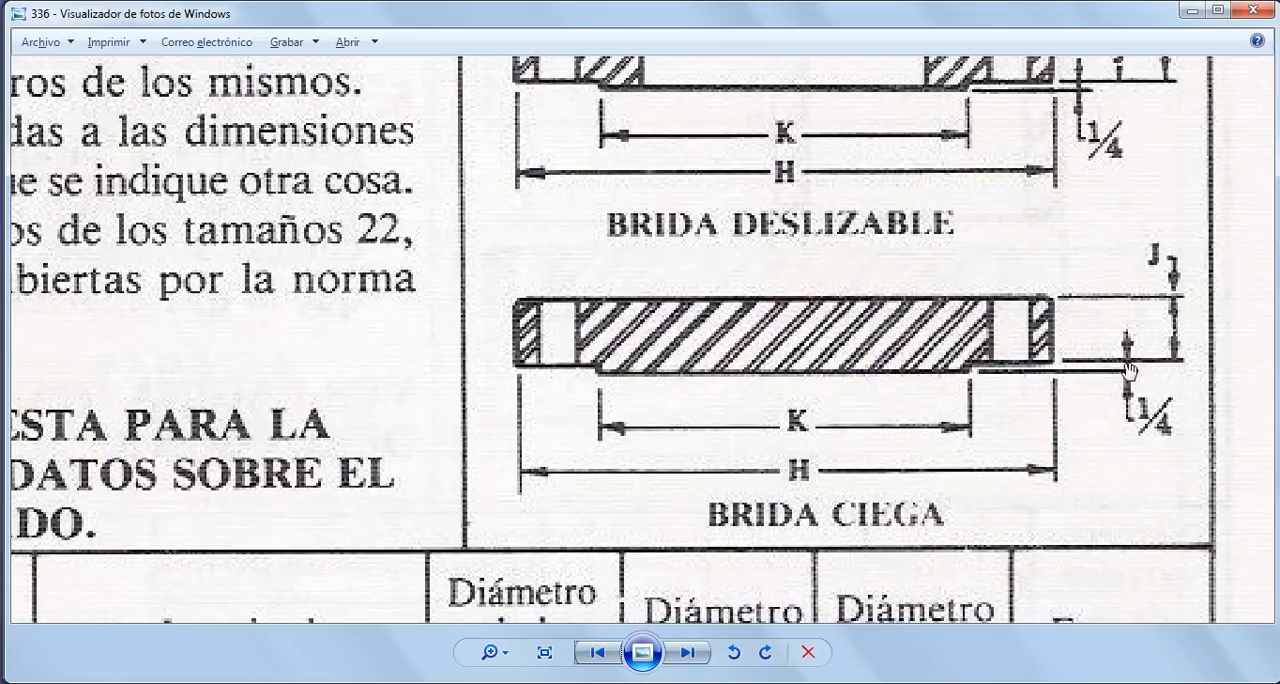 336 - Visualizador de fotos de Windows
Archivo Imprimir Correo electrónico Grabar Abrir
ros de los mismos.
das a las dimensiones
ue se indique otra cosa.
os de los tamaños 22,
biertas por la norma
ESTA PARA LA
DATOS SOBRE EL
DO.
K
1/4
H
BRIDA DESLIZABLE
J
K
1/4
H
BRIDA CIEGA
Diámetro
Diámetro
Diámetro